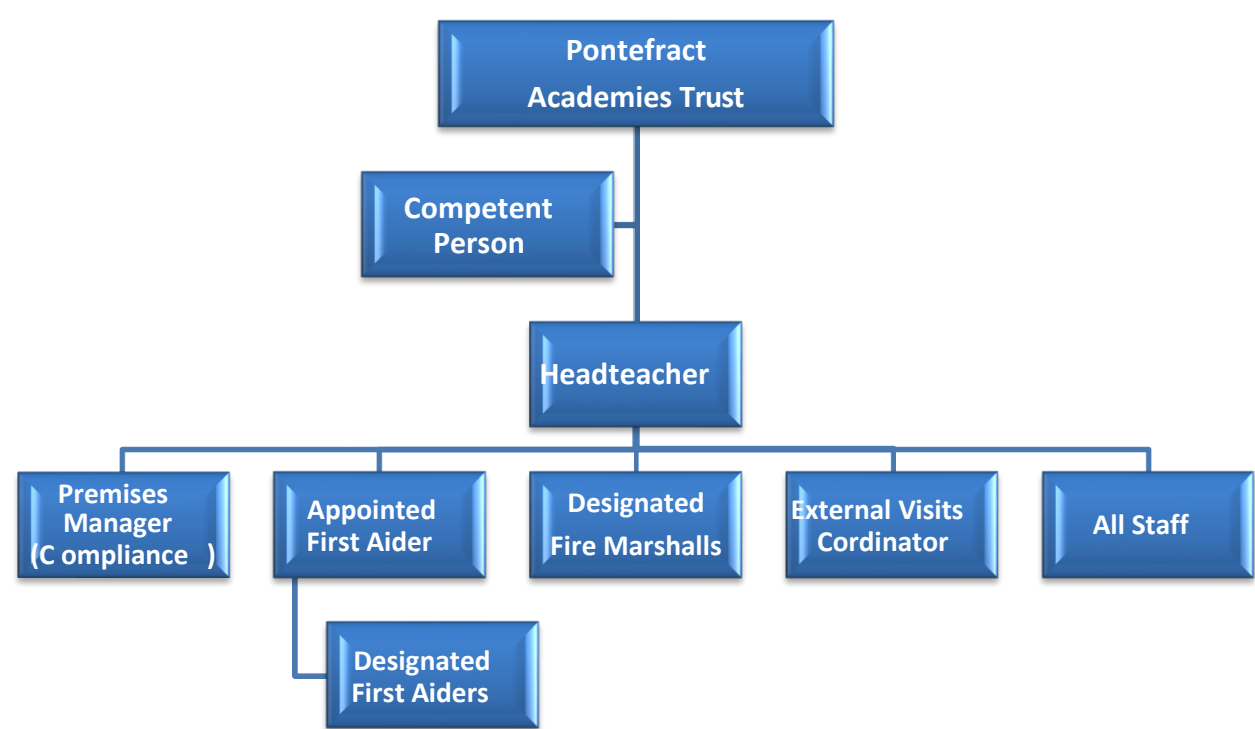 Pontefract
Academies Trust
Competent
Person
Headteacher
Premises
Manager
(C ompliance )
Appointed
First Aider
Designated
Fire Marshalls
External Visits
Cordinator
All Staff
Designated
First Aiders